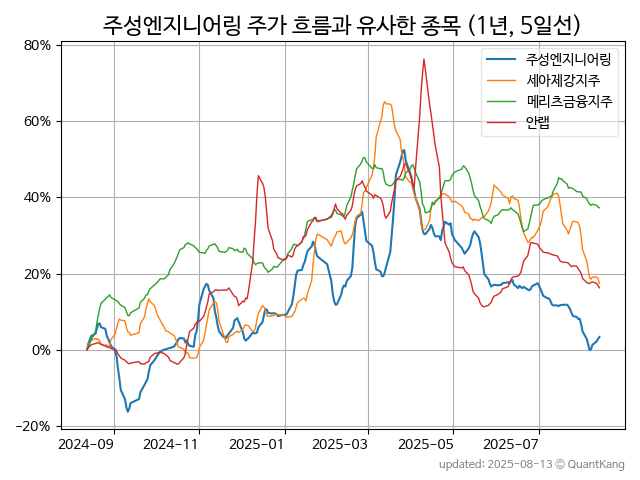 주성엔지니어링 주가 흐름과 유사한 종목 (1년, 5일선)
80%
60%
40%
20%
0%
−20%
주성엔지니어링
세아제강지주
메리츠금융지주
안랩
2024-09
2024-11
2025-01
2025-03
2025-05
2025-07
updated: 2025-08-13 © QuantKang